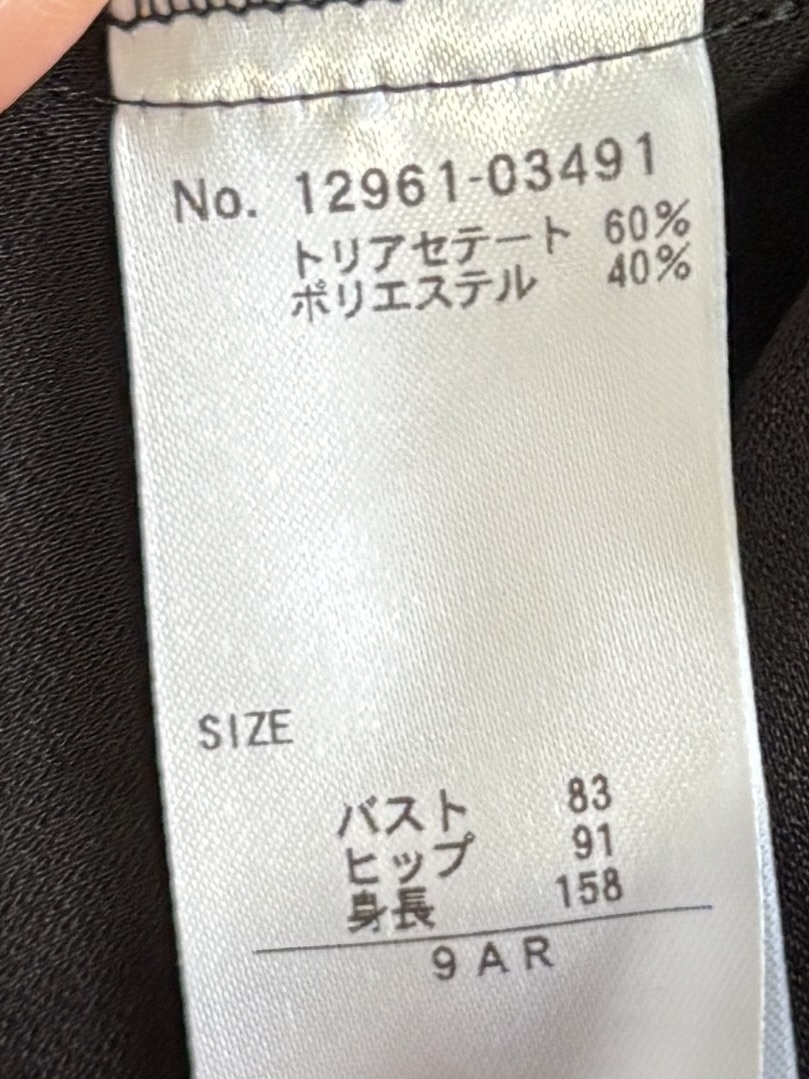 No. 12961-03491
トリアセテート 60%
ポリエステル 40%
SIZE
バスト 83
ヒップ 91
身長 158
9AR